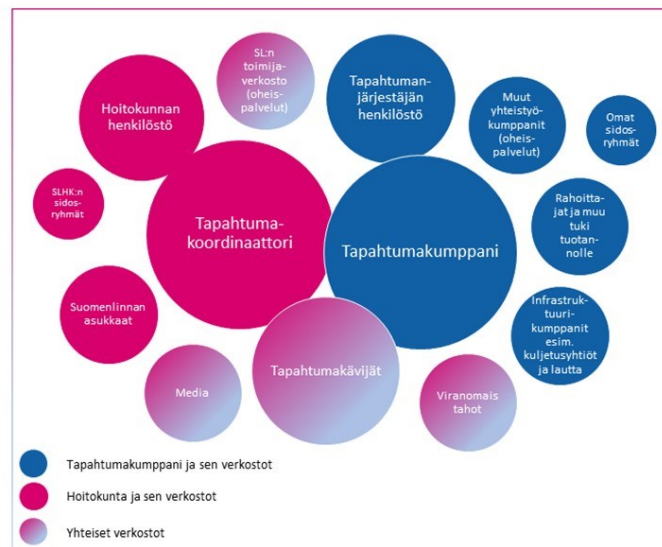 SL:n
toimija-
verkosto
(oheis-
palvelut)
Tapahtuman-
järjestäjän
henkilöstö
Hoitokunnan
henkilöstö
Muut
yhteistyö-
kumppanit
(oheis-
palvelut)
Omat
sidos-
ryhmät
SLHK:n
sidos-
ryhmät
Tapahtuma-
koordinaattori
Tapahtumakumppani
Rahoitta-
jat ja muu
tuki
tuotan-
nolle
Suomenlinnan
asukkaat
Infrastruk-
tuuri-
kumppanit
esim.
kuljetusyhtiöt
ja lautta
Media
Tapahtumakävijät
Viranomais
tahot
Tapahtumakumppani ja sen verkostot
Hoitokunta ja sen verkostot
Yhteiset verkostot